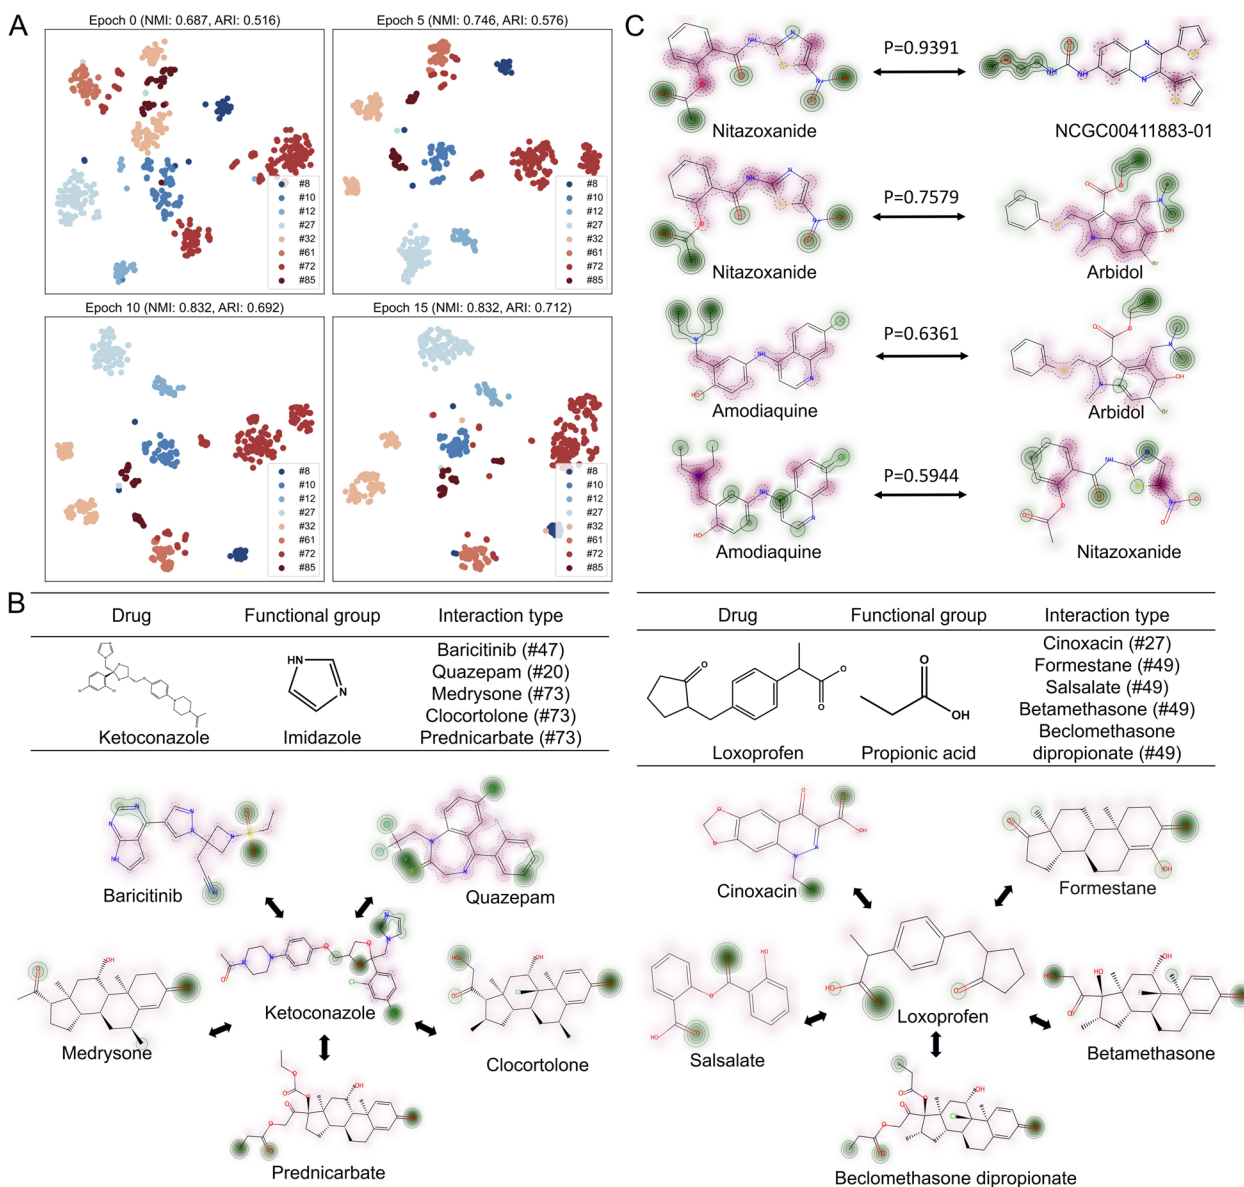 A
Epoch 0 (NMI: 0.687, ARI: 0.516)
#8
#10
#12
#27
#32
#61
#72
#85
Epoch 5 (NMI: 0.746, ARI: 0.576)
#8
#10
#12
#27
#32
#61
#72
#85
Epoch 10 (NMI: 0.832, ARI: 0.692)
#8
#10
#12
#27
#32
#61
#72
#85
Epoch 15 (NMI: 0.832, ARI: 0.712)
#8
#10
#12
#27
#32
#61
#72
#85
C
P=0.9391
Nitazoxanide
NCGC00411883-01
P=0.7579
Nitazoxanide
Arbidol
P=0.6361
Amodiaquine
Arbidol
P=0.5944
Amodiaquine
Nitazoxanide
B
Drug Functional group Interaction type
Baricitinib (#47)
Quazepam (#20)
Medrysone (#73)
Clocortolone (#73)
Prednicarbate (#73)
HN
N
Ketoconazole Imidazole
Baricitinib
Quazepam
Medrysone
Ketoconazole
Clocortolone
Prednicarbate
Drug Functional group Interaction type
Cinoxacin (#27)
Formestane (#49)
Salsalate (#49)
Betamethasone (#49)
Beclomethasone
dipropionate (#49)
O
O
O
O
OH
Loxoprofen Propionic acid
Cinoxacin
Formestane
Salsalate
Loxoprofen
Betamethasone
Beclomethasone dipropionate